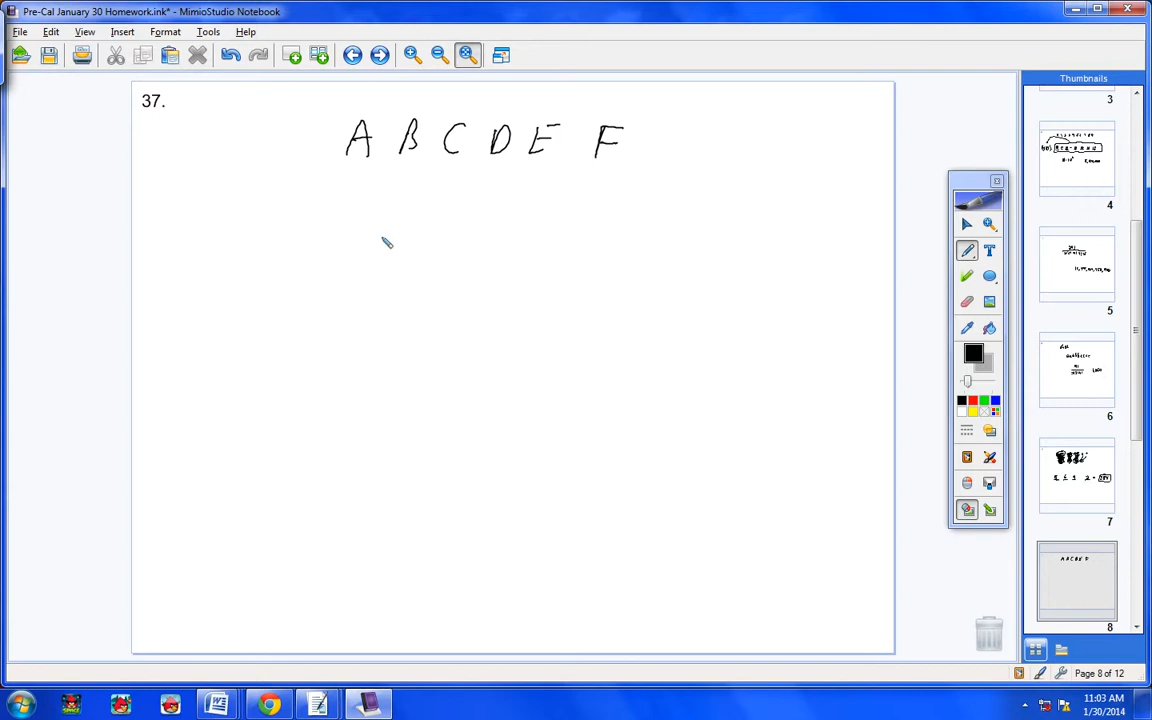 Pre-Cal January 30 Homework.ink* - MimioStudio Notebook
File Edit View Insert Format Tools Help
Thumbnails
37.
A B C D E F
3
4
5
6
7
8
Page 8 of 12
11:03 AM
1/30/2014